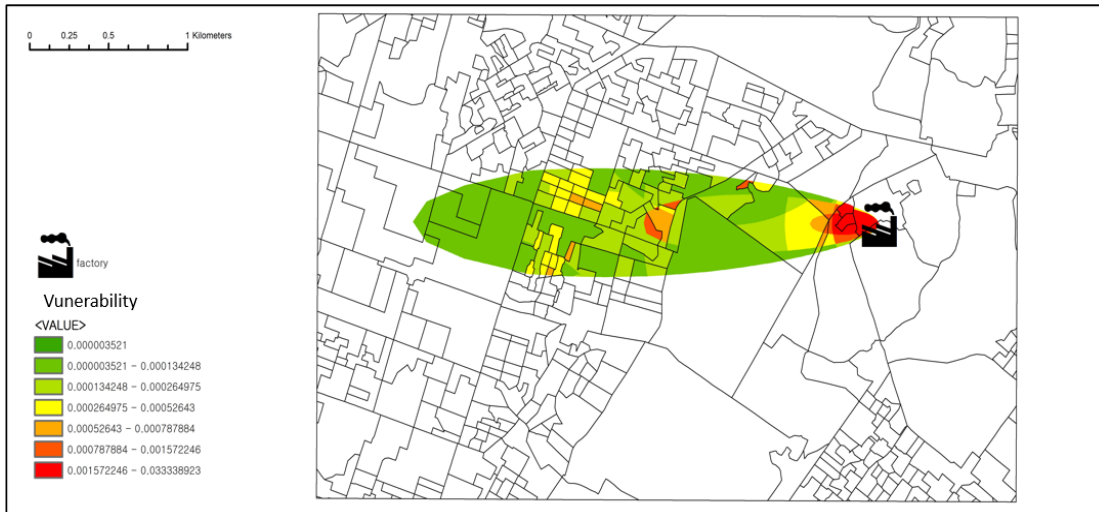 0 0.25 0.5 1 Kilometers
factory
Vunerability
<VALUE>
0.000003521
0.000003521 - 0.000134248
0.000134248 - 0.000264975
0.000264975 - 0.00052643
0.00052643 - 0.000787884
0.000787884 - 0.001572246
0.001572246 - 0.033338923